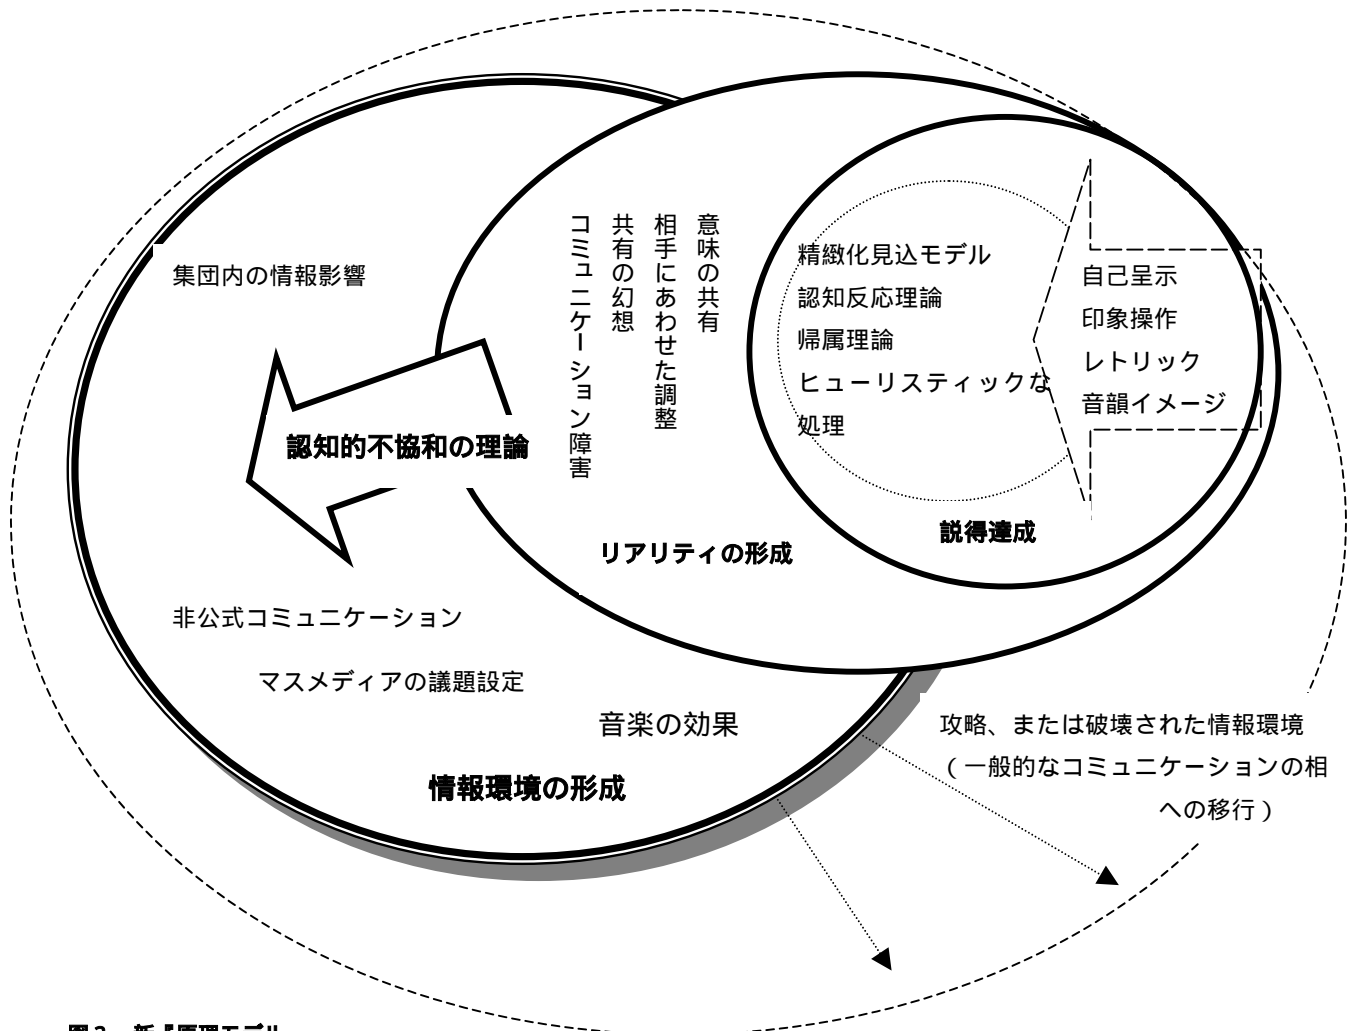 集団内の情報影響
認知的不協和の理論
非公式コミュニケーション
マスメディアの議題設定
音楽の効果
情報環境の形成
意味の共有
相手にあわせた調整
共有の幻想
コミュニケーション障害
リアリティの形成
精緻化見込モデル
認知反応理論
帰属理論
ヒューリスティックな
処理
説得達成
自己呈示
印象操作
レトリック
音韻イメージ
攻略、または破壊された情報環境
（一般的なコミュニケーションの相
への移行）